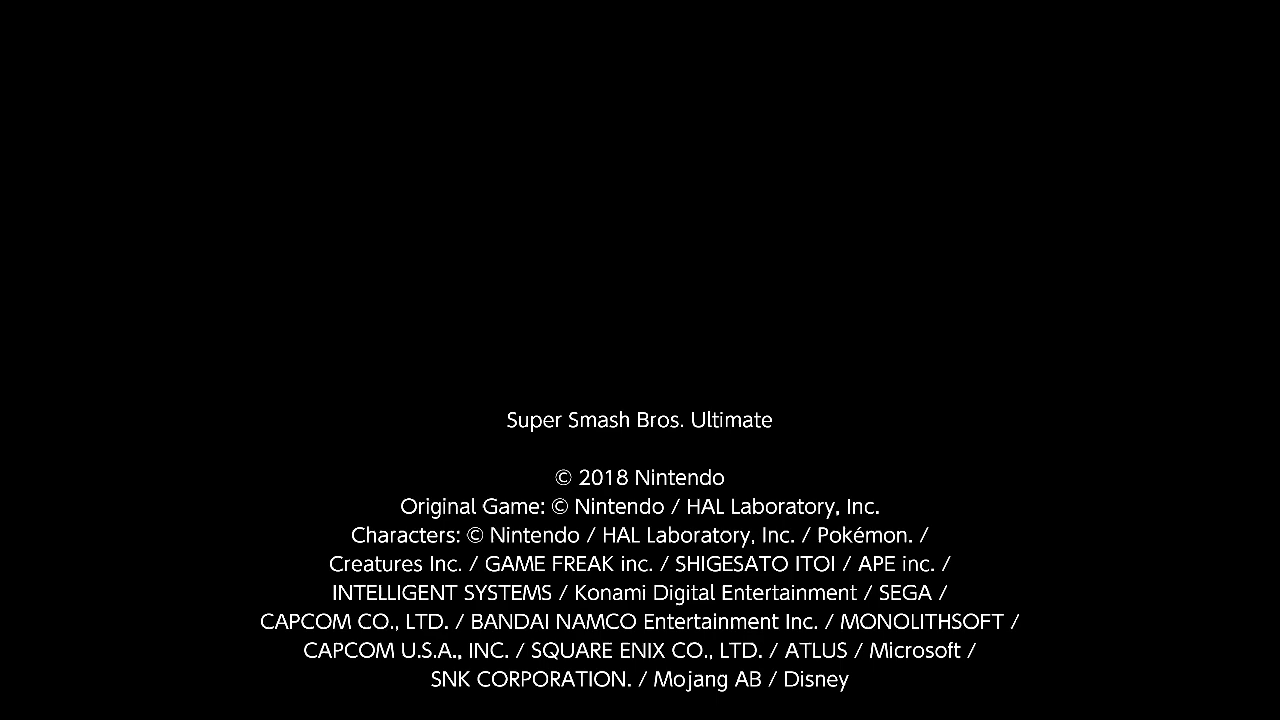 Super Smash Bros. Ultimate
© 2018 Nintendo
Original Game: © Nintendo / HAL Laboratory, Inc.
Characters: © Nintendo / HAL Laboratory, Inc. / Pokémon. /
Creatures Inc. / GAME FREAK inc. / SHIGESATO ITOI / APE inc. /
INTELLIGENT SYSTEMS / Konami Digital Entertainment / SEGA /
CAPCOM CO., LTD. / BANDAI NAMCO Entertainment Inc. / MONOLITHSOFT /
CAPCOM U.S.A., INC. / SQUARE ENIX CO., LTD. / ATLUS / Microsoft /
SNK CORPORATION. / Mojang AB / Disney